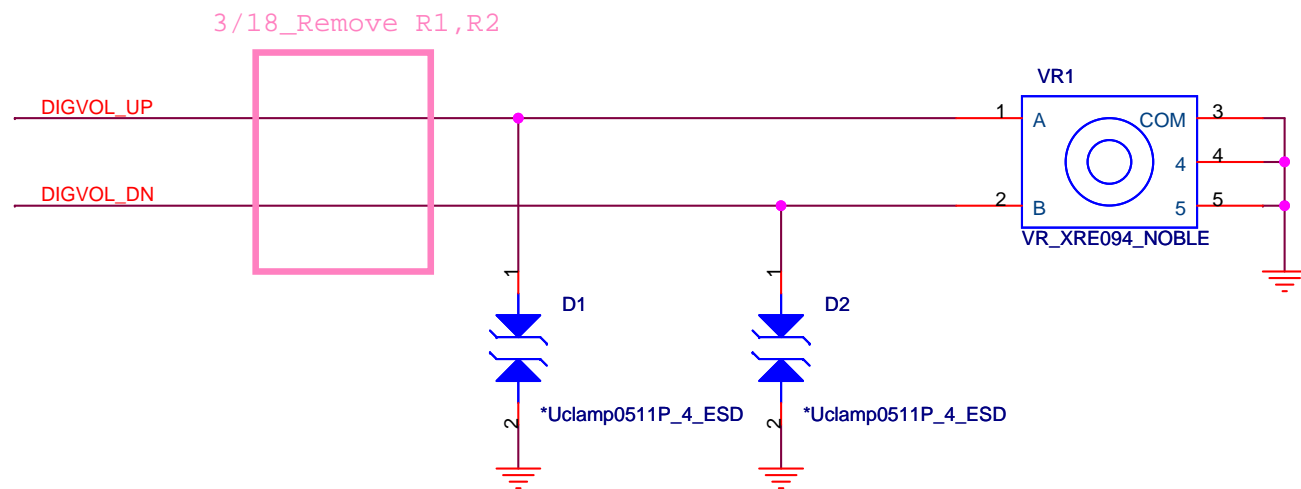 3/18_Remove R1,R2
VR1
DIGVOL_UP
1
A
COM
3
4
4
DIGVOL_DN
2
B
5
5
VR_XRE094_NOBLE
1
1
D1
D2
*Uclamp0511P_4_ESD
*Uclamp0511P_4_ESD
2
2